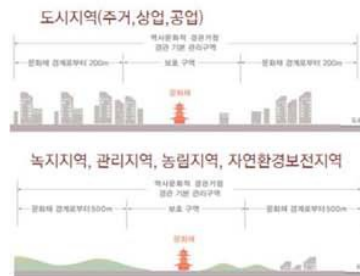 도시지역(주거,상업,공업)
역사문화적 경관거점
경관 기본 관리구역
문화재 경계로부터 200m
보호 구역
문화재 경계로부터 200m
문화재
녹지지역, 관리지역, 농림지역, 자연환경보전지역
역사문화적 경관거점
경관 기본 관리구역
문화재 경계로부터500m
보호 구역
문화재 경계로부터500m
문화재